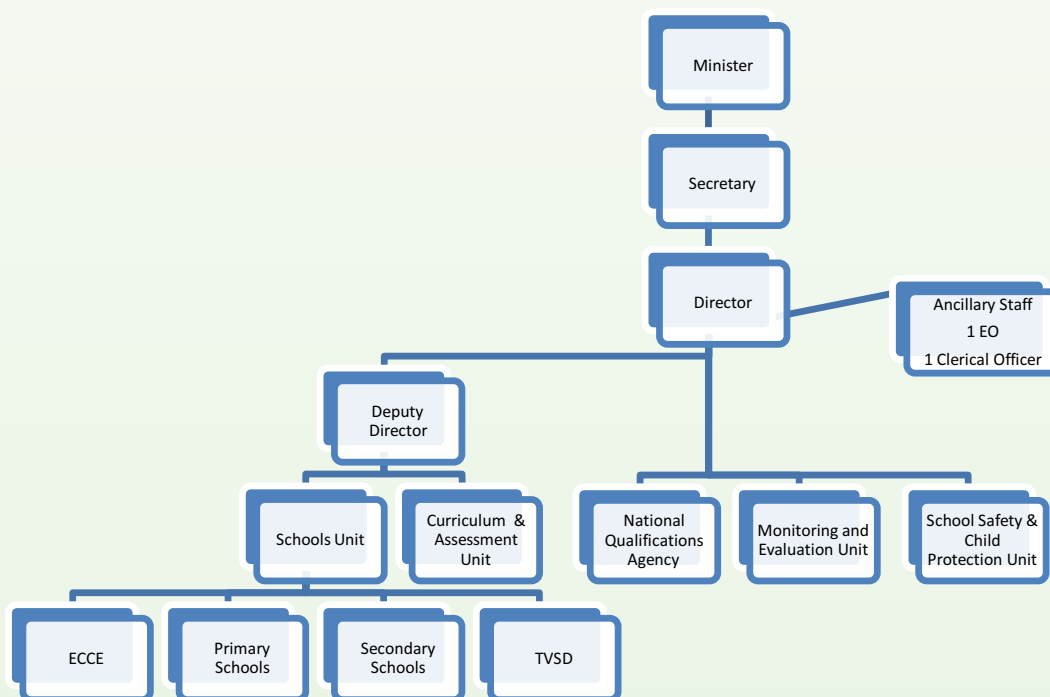 Minister
Secretary
Director
Ancillary Staff
1 EO
1 Clerical Officer
Deputy
Director
Schools Unit
Curriculum &
Assessment
Unit
National
Qualifications
Agency
Monitoring and
Evaluation Unit
School Safety &
Child
Protection Unit
ECCE
Primary
Schools
Secondary
Schools
TVSD